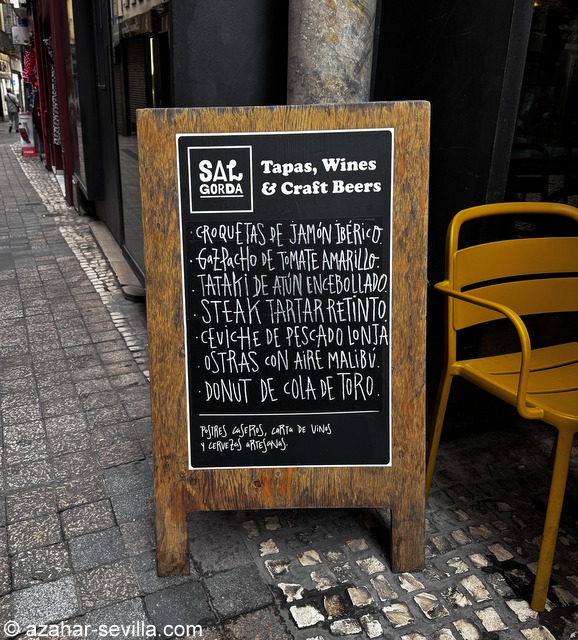 SAL
GORDA
Tapas, Wines
& Craft Beers
· CROQUETAS DE JAMÓN IBÉRICO.
· GAZPACHO DE TOMATE AMARILLO.
· TATAKI DE ATÚN ENCEBOLLADO
· STEAK TARTAR RETINTO
· CEVICHE DE PESCADO LONJA
· OSTRAS CON AIRE MALIBÚ.
· DONUT DE COLA DE TORO.
POSTRES CASEROS, CARTA DE VINOS
Y CERVEZAS ARTESANAS.
© azahar-sevilla.com